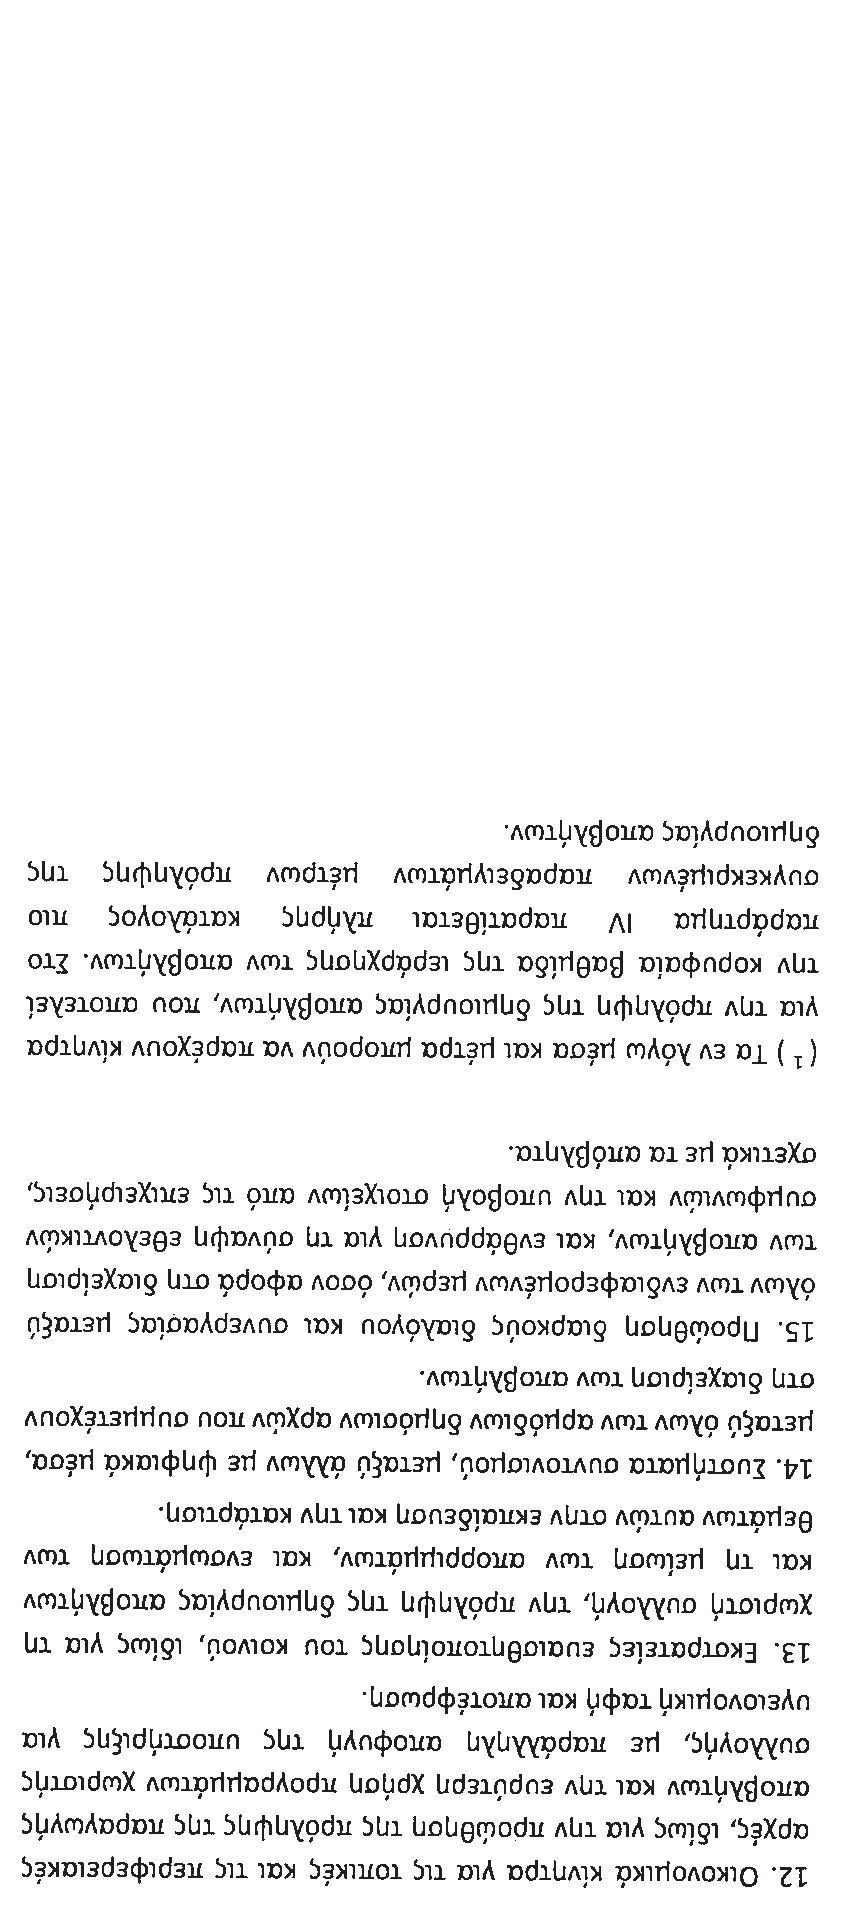 12. Οικονομικά κίνητρα για τις τοπικές και τις περιφερειακές
αρχές, ιδίως για την προώθηση της πρόληψης της παραγωγής
αποβλήτων και την ευρύτερη χρήση προγραμμάτων χωριστής
συλλογής, με παράλληλη αποφυγή της υποστήριξης για
υγειονομική ταφή και αποτέφρωση.
13. Εκστρατείες ευαισθητοποίησης του κοινού, ιδίως για τη
χωριστή συλλογή, την πρόληψη της δημιουργίας αποβλήτων
και τη μείωση των απορριμμάτων, και ενσωμάτωση των
θεμάτων αυτών στην εκπαίδευση και την κατάρτιση.
14. Συστήματα συντονισμού, μεταξύ άλλων με ψηφιακά μέσα,
μεταξύ όλων των αρμόδιων δημόσιων αρχών που συμμετέχουν
στη διαχείριση των αποβλήτων.
15. Προώθηση διαρκούς διαλόγου και συνεργασίας μεταξύ
όλων των ενδιαφερομένων μερών, όσον αφορά στη διαχείριση
των αποβλήτων, και ενθάρρυνση για τη σύναψη εθελοντικών
συμφωνιών και την υποβολή στοιχείων από τις επιχειρήσεις,
σχετικά με τα απόβλητα.
(1) Τα εν λόγω μέσα και μέτρα μπορούν να παρέχουν κίνητρα
για την πρόληψη της δημιουργίας αποβλήτων, που αποτελεί
την κορυφαία βαθμίδα της ιεράρχησης των αποβλήτων. Στο
παράρτημα IV παρατίθεται πλήρης κατάλογος πιο
συγκεκριμένων παραδειγμάτων μέτρων πρόληψης της
δημιουργίας αποβλήτων.